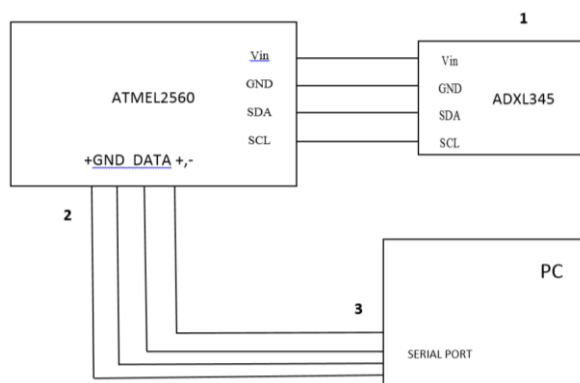 1
Vin
GND
SDA
SCL
ATMEL2560
+GND DATA +,-
Vin
GND
SDA
SCL
ADXL345
2
3
PC
SERIAL PORT